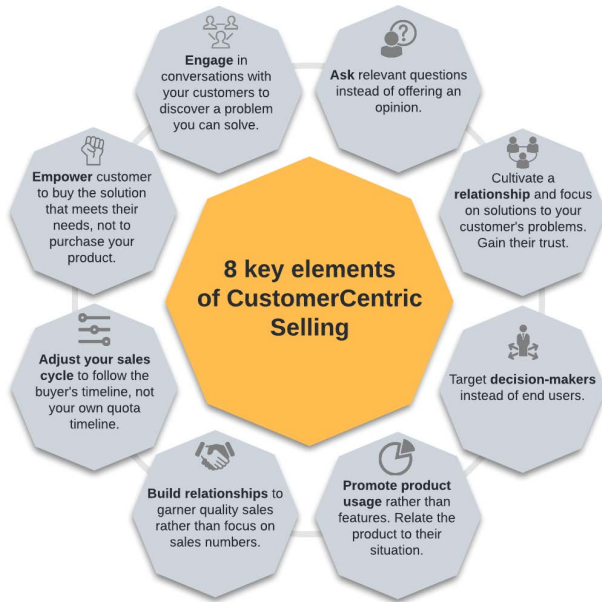 8 key elements
of CustomerCentric
Selling
Engage in
conversations with
your customers to
discover a problem
you can solve.
Ask relevant questions
instead of offering an
opinion.
Cultivate a
relationship and focus
on solutions to your
customer's problems.
Gain their trust.
Target decision-makers
instead of end users.
Promote product
usage rather than
features. Relate the
product to their
situation.
Build relationships to
garner quality sales
rather than focus on
sales numbers.
Adjust your sales
cycle to follow the
buyer's timeline, not
your own quota
timeline.
Empower customer
to buy the solution
that meets their
needs, not to
purchase your
product.